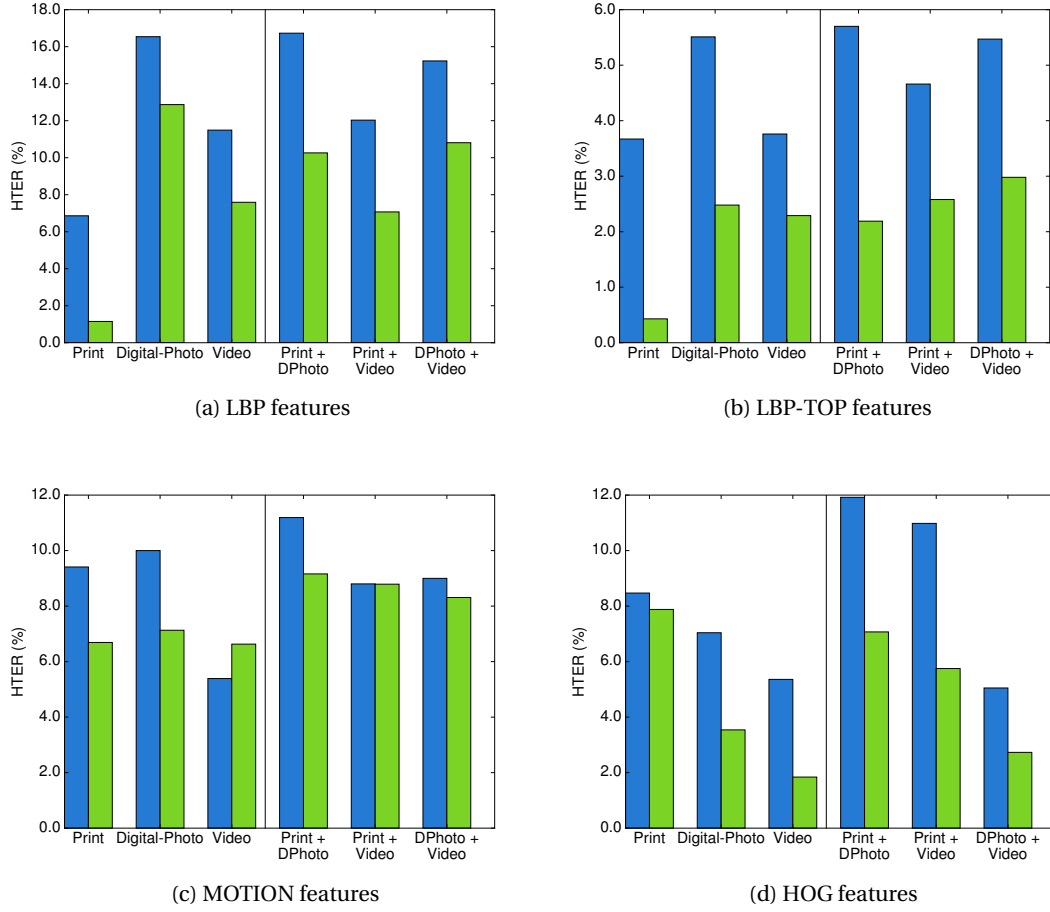 18.0
16.0
14.0
12.0
10.0
8.0
6.0
4.0
2.0
0.0
HTER (%)
Print Digital-Photo Video Print + DPhoto Print + Video DPhoto + Video
(a) LBP features
6.0
5.0
4.0
3.0
2.0
1.0
0.0
HTER (%)
Print Digital-Photo Video Print + DPhoto Print + Video DPhoto + Video
(b) LBP-TOP features
12.0
10.0
8.0
6.0
4.0
2.0
0.0
HTER (%)
Print Digital-Photo Video Print + DPhoto Print + Video DPhoto + Video
(c) MOTION features
12.0
10.0
8.0
6.0
4.0
2.0
0.0
HTER (%)
Print Digital-Photo Video Print + DPhoto Print + Video DPhoto + Video
(d) HOG features